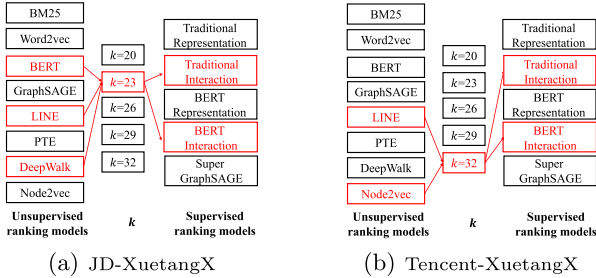 BM25
Word2vec
BERT
GraphSAGE
LINE
PTE
DeepWalk
Node2vec
Unsupervised
ranking models
k=20
k=23
k=26
k=29
k=32
k
Traditional
Representation
Traditional
Interaction
BERT
Representation
BERT
Interaction
Super
GraphSAGE
Supervised
ranking models
(a) JD-XuetangX
BM25
Word2vec
BERT
GraphSAGE
LINE
PTE
DeepWalk
Node2vec
Unsupervised
ranking models
k=20
k=23
k=26
k=29
k=32
k
Traditional
Representation
Traditional
Interaction
BERT
Representation
BERT
Interaction
Super
GraphSAGE
Supervised
ranking models
(b) Tencent-XuetangX